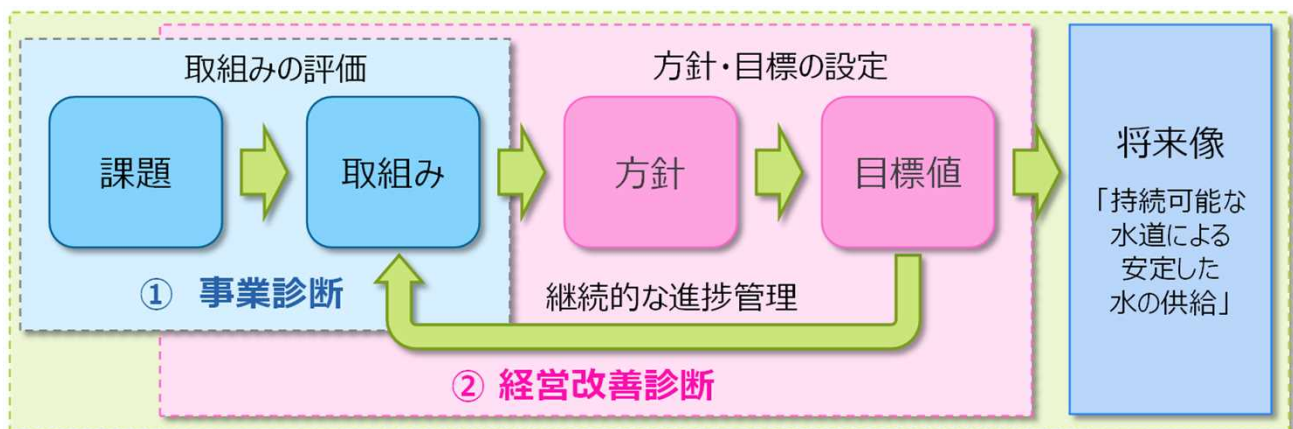 取組みの評価
方針・目標の設定
課題
取組み
方針
目標値
① 事業診断
継続的な進捗管理
② 経営改善診断
将来像
「持続可能な
水道による
安定した
水の供給」